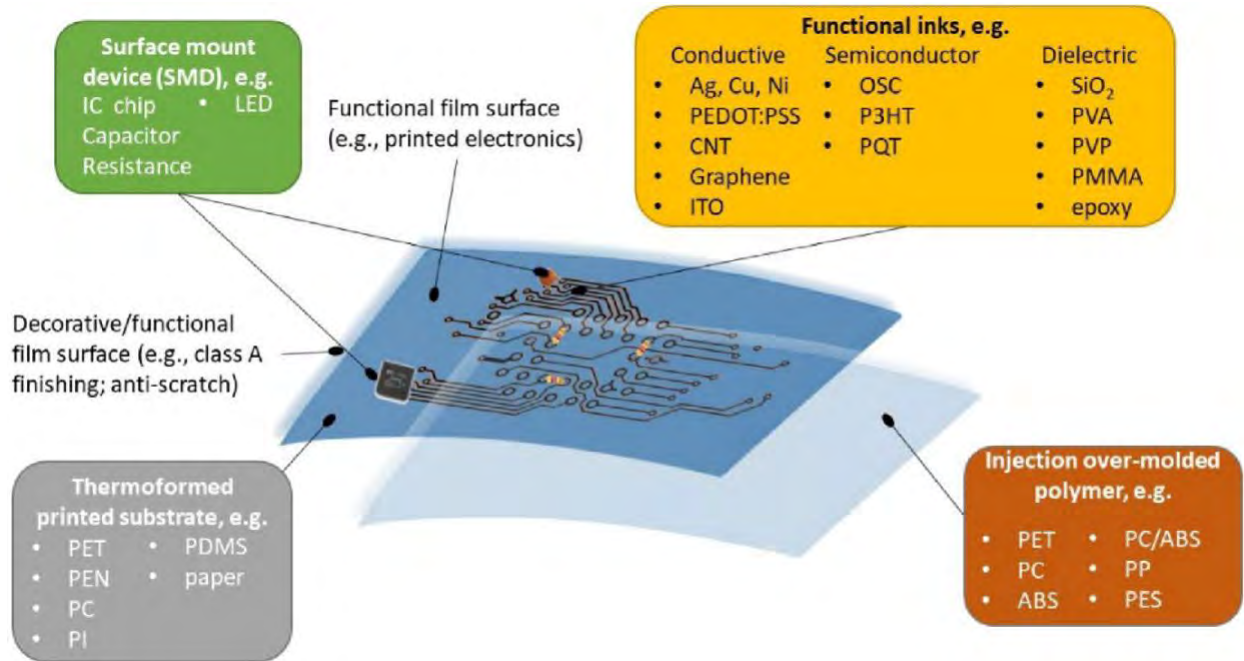 Surface mount
device (SMD), e.g.
IC chip • LED
Capacitor
Resistance
Functional film surface
(e.g., printed electronics)
Functional inks, e.g.
Conductive Semiconductor Dielectric
• Ag, Cu, Ni • OSC • SiO₂
• PEDOT:PSS • P3HT • PVA
• CNT • PQT • PVP
• Graphene • PMMA
• ITO • epoxy
Decorative/functional
film surface (e.g., class A
finishing; anti-scratch)
Thermoformed
printed substrate, e.g.
• PET • PDMS
• PEN • paper
• PC
• PI
Injection over-molded
polymer, e.g.
• PET • PC/ABS
• PC • PP
• ABS • PES